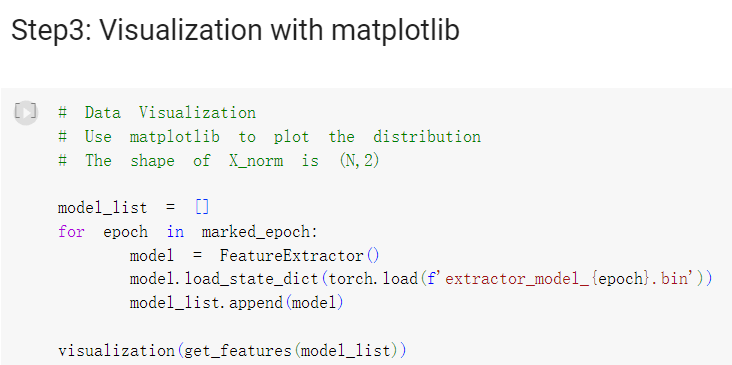 Step3: Visualization with matplotlib
# Data Visualization
# Use matplotlib to plot the distribution
# The shape of X_norm is (N,2)
model_list = []
for epoch in marked_epoch:
model = FeatureExtractor()
model.load_state_dict(torch.load(f'extractor_model_{epoch}.bin'))
model_list.append(model)
visualization(get_features(model_list))